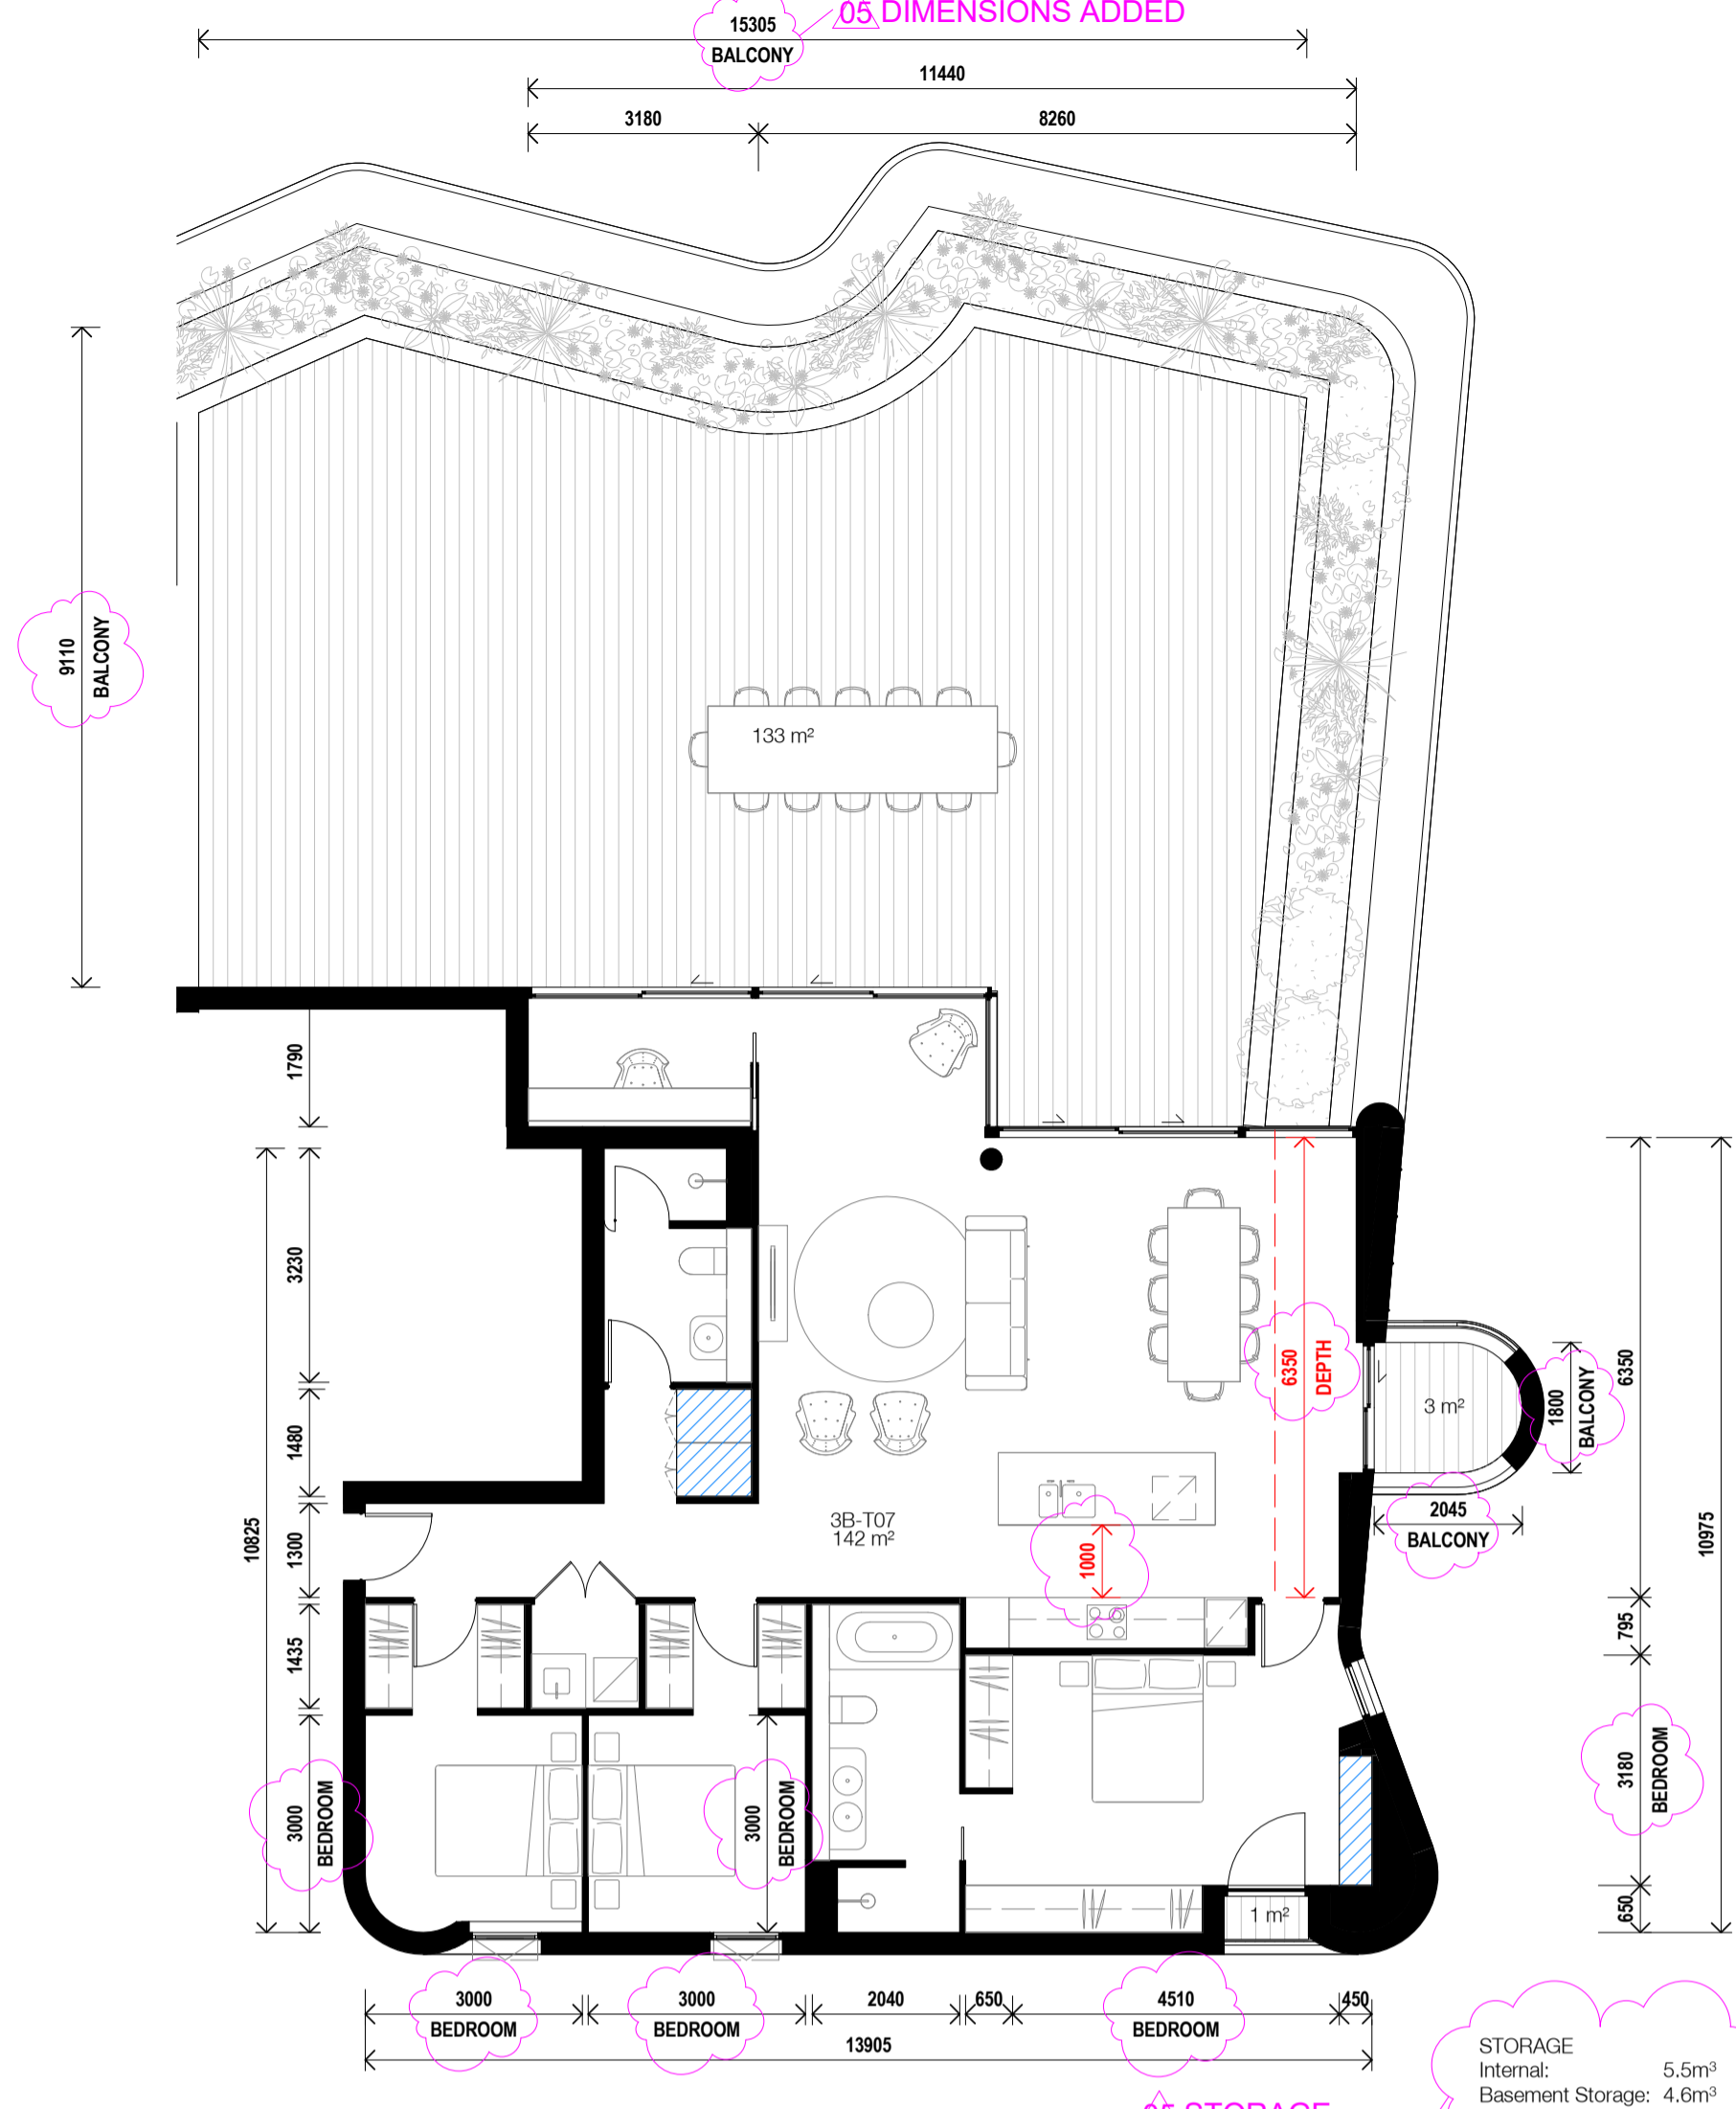 05 DIMENSIONS ADDED
15305
BALCONY
11440
3180
8260
9110
BALCONY
133 m²
1790
3230
1480
1300
1435
3000
BEDROOM
10825
6350
DEPTH
1000
3B-T07
142 m²
3 m²
1800
BALCONY
2045
BALCONY
6350
795
3180
BEDROOM
650
10975
3000
BEDROOM
1 m²
3000
BEDROOM
3000
BEDROOM
2040
650
4510
BEDROOM
450
13905
STORAGE
Internal: 5.5m³
Basement Storage: 4.6m³
05 STORAGE